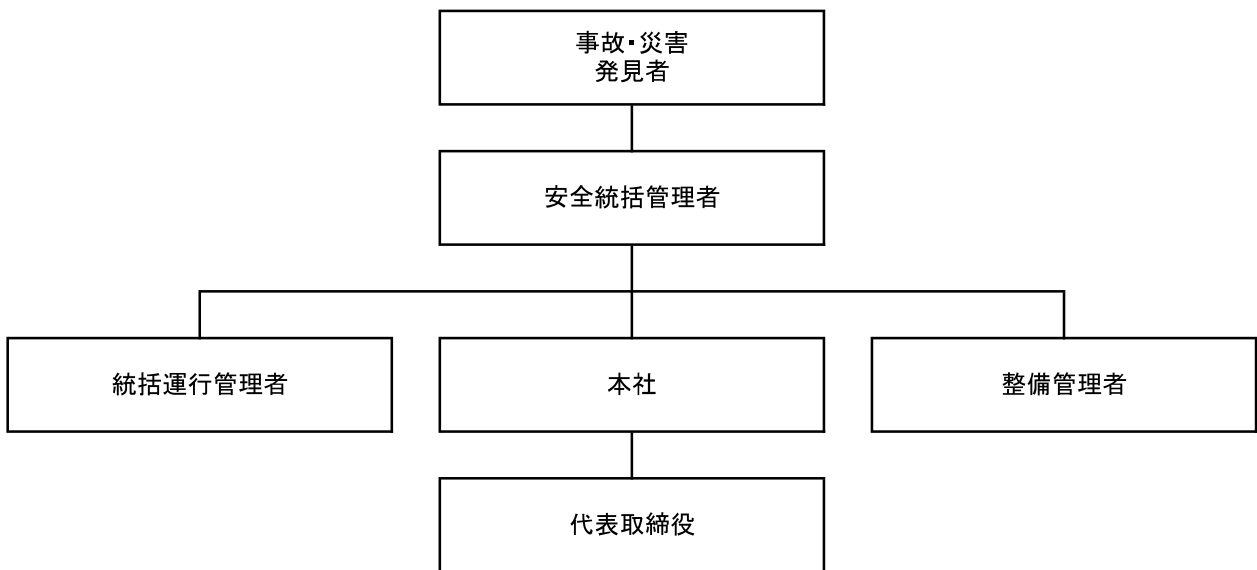 事故・災害
発見者
安全統括管理者
統括運行管理者
本社
整備管理者
代表取締役